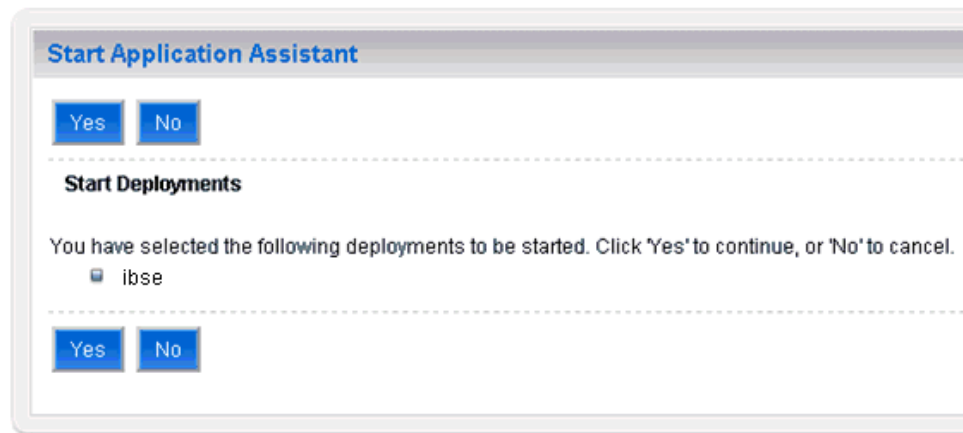 Start Application Assistant
Yes No
Start Deployments
You have selected the following deployments to be started. Click 'Yes' to continue, or 'No' to cancel.
ibse
Yes No